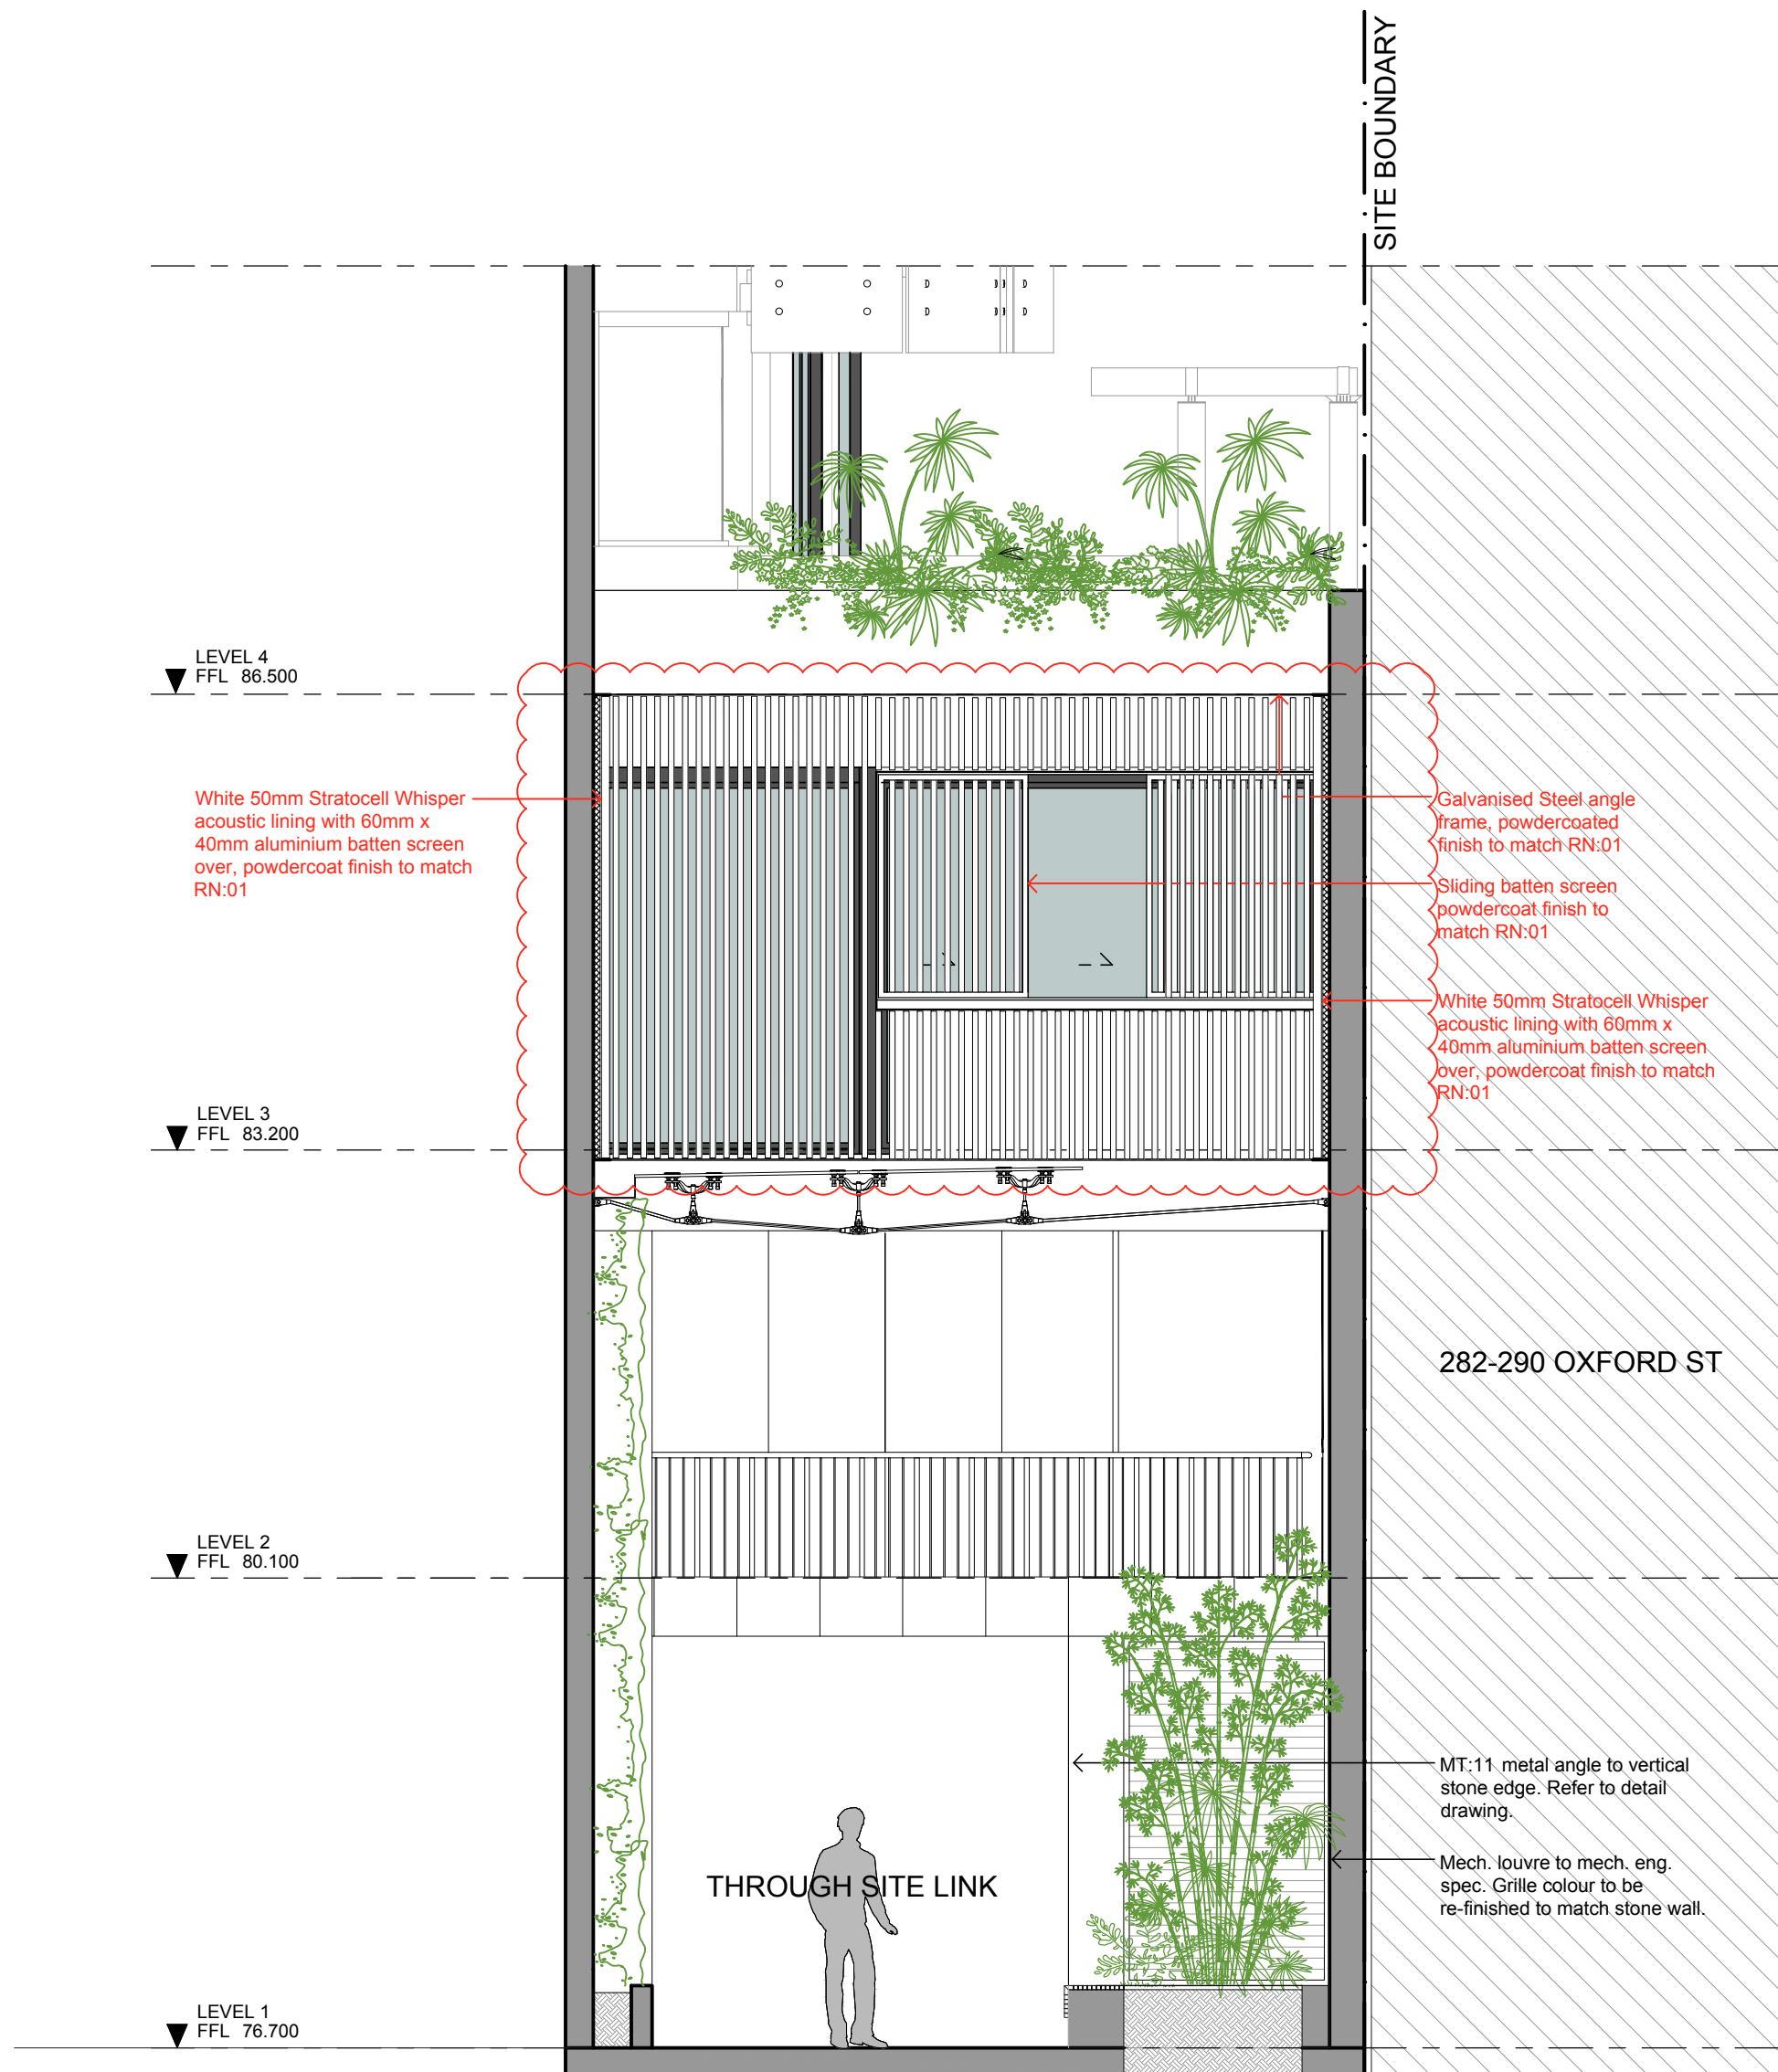 SITE BOUNDARY
LEVEL 4
FFL 86.500
White 50mm Stratocell Whisper
acoustic lining with 60mm x
40mm aluminium batten screen
over, powdercoat finish to match
RN:01
Galvanised Steel angle
frame, powdercoated
finish to match RN:01
Sliding batten screen
powdercoat finish to
match RN:01
White 50mm Stratocell Whisper
acoustic lining with 60mm x
40mm aluminium batten screen
over, powdercoat finish to match
RN:01
LEVEL 3
FFL 83.200
282-290 OXFORD ST
LEVEL 2
FFL 80.100
MT:11 metal angle to vertical
stone edge. Refer to detail
drawing.
Mech. louvre to mech. eng.
spec. Grille colour to be
re-finished to match stone wall.
THROUGH SITE LINK
LEVEL 1
FFL 76.700